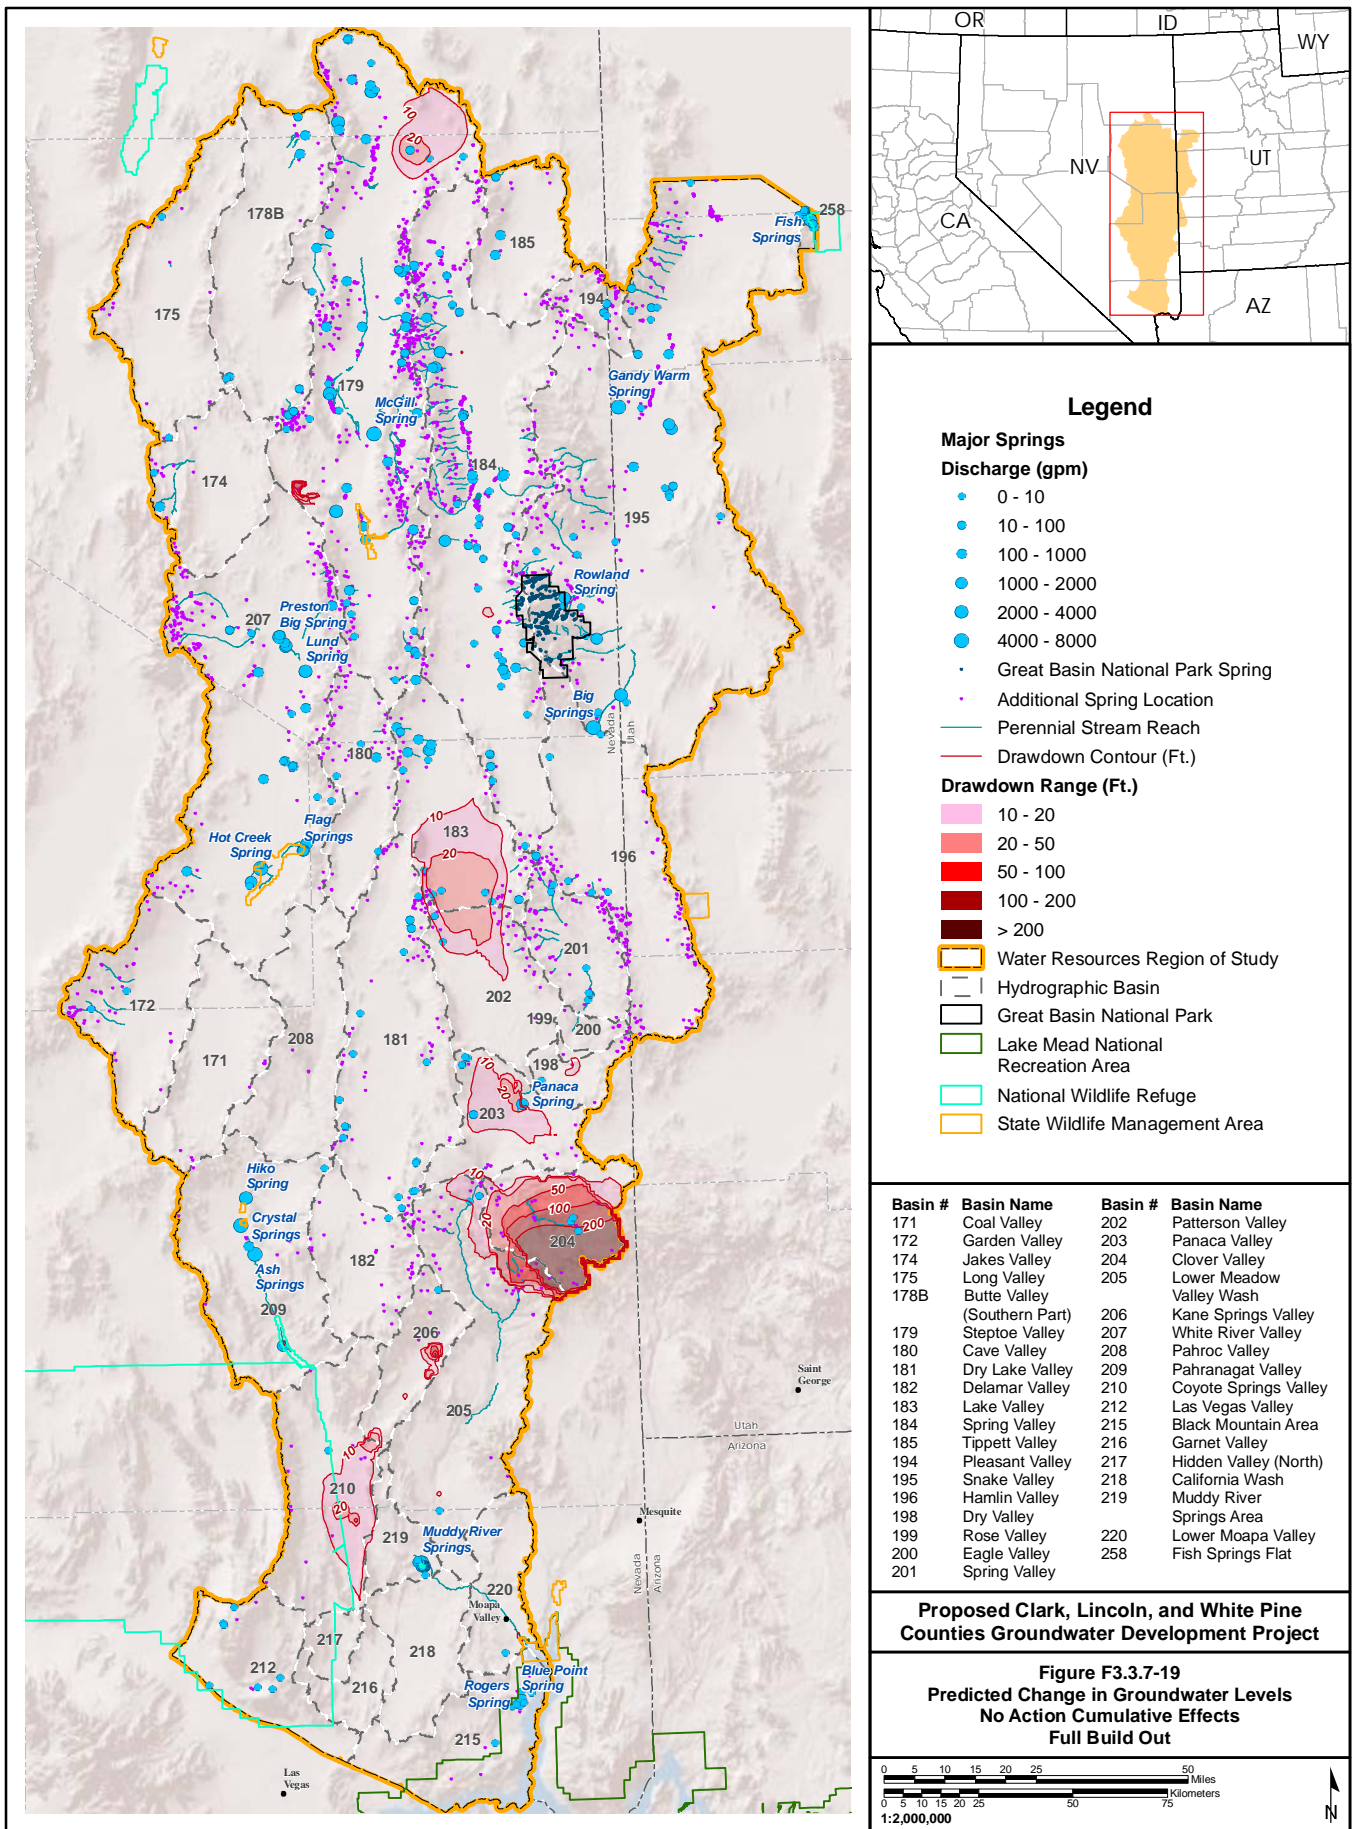 OR
ID
WY
NV
UT
CA
AZ
10
20
178B
258
Fish
Springs
185
194
175
Gandy Warm
Spring
179
McGill
Spring
184
174
195
Rowland
Spring
Preston
Big Spring
207
Lund
Spring
Big
Springs
Nevada
Utah
180
10
183
Flag
Springs
Hot Creek
Spring
20
196
201
202
172
199
200
208
181
171
198
10
20
Panaca
Spring
203
Hiko
Spring
10
50
100
200
20
204
Crystal
Springs
182
Ash
Springs
209
206
Saint
George
205
Utah
Arizona
10
210
20
Mesquite
219
Muddy River
Springs
Nevada
Arizona
220
Moapa
Valley
217
218
212
216
Blue Point
Spring
Rogers
Spring
215
Las
Vegas
Legend
Major Springs
Discharge (gpm)
0 - 10
10 - 100
100 - 1000
1000 - 2000
2000 - 4000
4000 - 8000
Great Basin National Park Spring
Additional Spring Location
Perennial Stream Reach
Drawdown Contour (Ft.)
Drawdown Range (Ft.)
10 - 20
20 - 50
50 - 100
100 - 200
> 200
Water Resources Region of Study
Hydrographic Basin
Great Basin National Park
Lake Mead National
Recreation Area
National Wildlife Refuge
State Wildlife Management Area
Basin # Basin Name Basin # Basin Name
171 Coal Valley 202 Patterson Valley
172 Garden Valley 203 Panaca Valley
174 Jakes Valley 204 Clover Valley
175 Long Valley 205 Lower Meadow
178B Butte Valley Valley Wash
(Southern Part) 206 Kane Springs Valley
179 Steptoe Valley 207 White River Valley
180 Cave Valley 208 Pahroc Valley
181 Dry Lake Valley 209 Pahranagat Valley
182 Delamar Valley 210 Coyote Springs Valley
183 Lake Valley 212 Las Vegas Valley
184 Spring Valley 215 Black Mountain Area
185 Tippett Valley 216 Garnet Valley
194 Pleasant Valley 217 Hidden Valley (North)
195 Snake Valley 218 California Wash
196 Hamlin Valley 219 Muddy River
198 Dry Valley Springs Area
199 Rose Valley 220 Lower Moapa Valley
200 Eagle Valley 258 Fish Springs Flat
201 Spring Valley
Proposed Clark, Lincoln, and White Pine
Counties Groundwater Development Project
Figure F3.3.7-19
Predicted Change in Groundwater Levels
No Action Cumulative Effects
Full Build Out
0 5 10 15 20 25 50
Miles
Kilometers
0 5 10 15 20 25 50 75
1:2,000,000
N